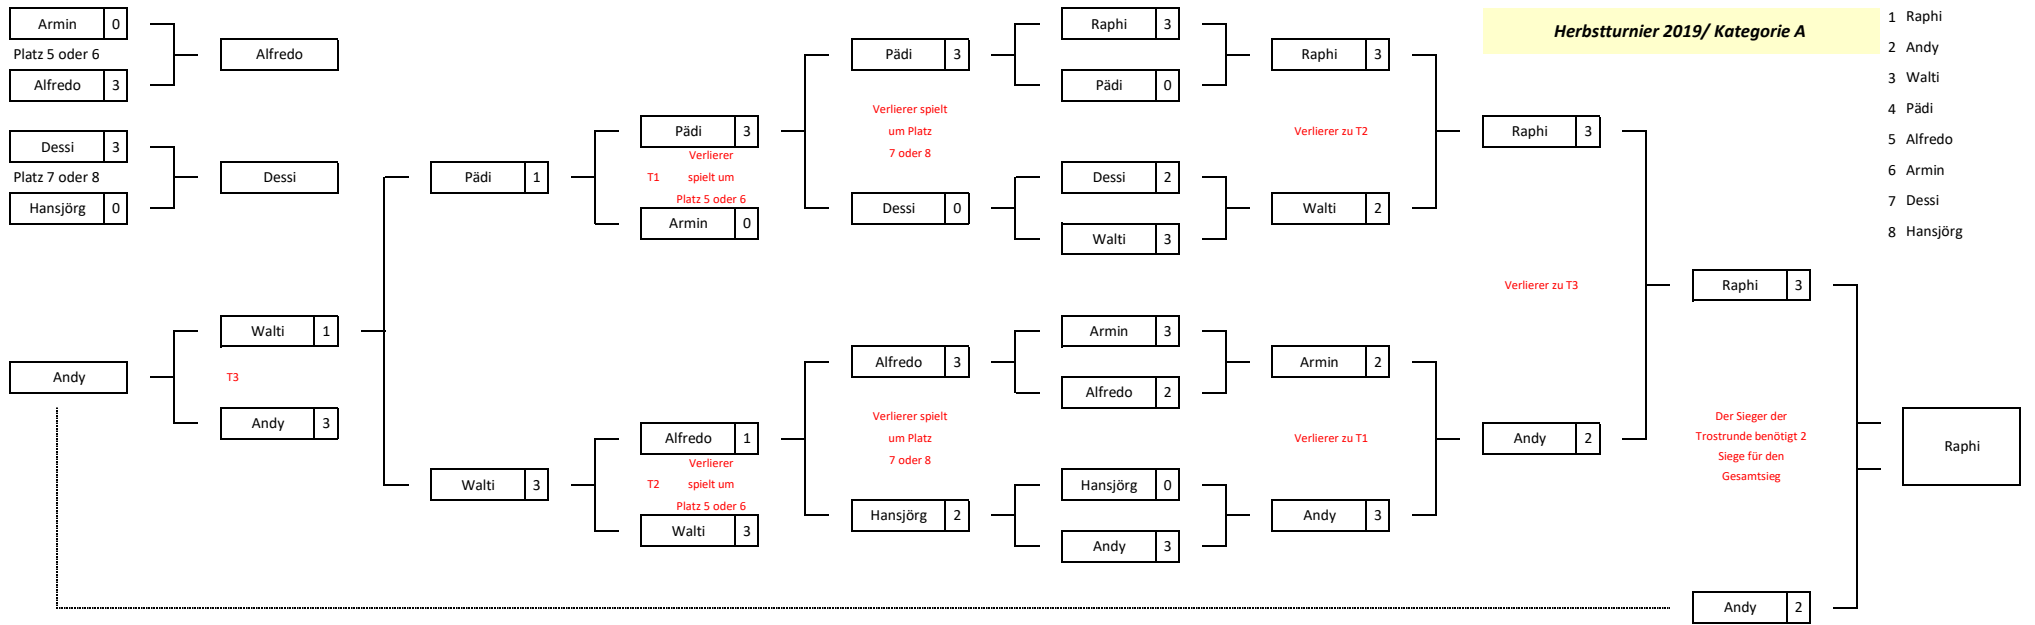 Armin 0
Platz 5 oder 6
Alfredo 3
Alfredo
Dessi 3
Platz 7 oder 8
Hansjörg 0
Dessi
Andy
Walti 1
T3
Andy 3
Pädi 1
Walti 3
Pädi 3
Verlierer
T1 spielt um
Platz 5 oder 6
Armin 0
Alfredo 1
Verlierer
T2 spielt um
Platz 5 oder 6
Walti 3
Pädi 3
Verlierer spielt
um Platz
7 oder 8
Dessi 0
Alfredo 3
Verlierer spielt
um Platz
7 oder 8
Hansjörg 2
Raphi 3
Pädi 0
Dessi 2
Walti 3
Armin 3
Alfredo 2
Hansjörg 0
Andy 3
Raphi 3
Verlierer zu T2
Walti 2
Armin 2
Verlierer zu T1
Andy 3
Herbstturnier 2019/ Kategorie A
Raphi 3
Verlierer zu T3
Andy 2
Raphi 3
Der Sieger der
Trostrunde benötigt 2
Siege für den
Gesamtsieg
Andy 2
Raphi
1 Raphi
2 Andy
3 Walti
4 Pädi
5 Alfredo
6 Armin
7 Dessi
8 Hansjörg